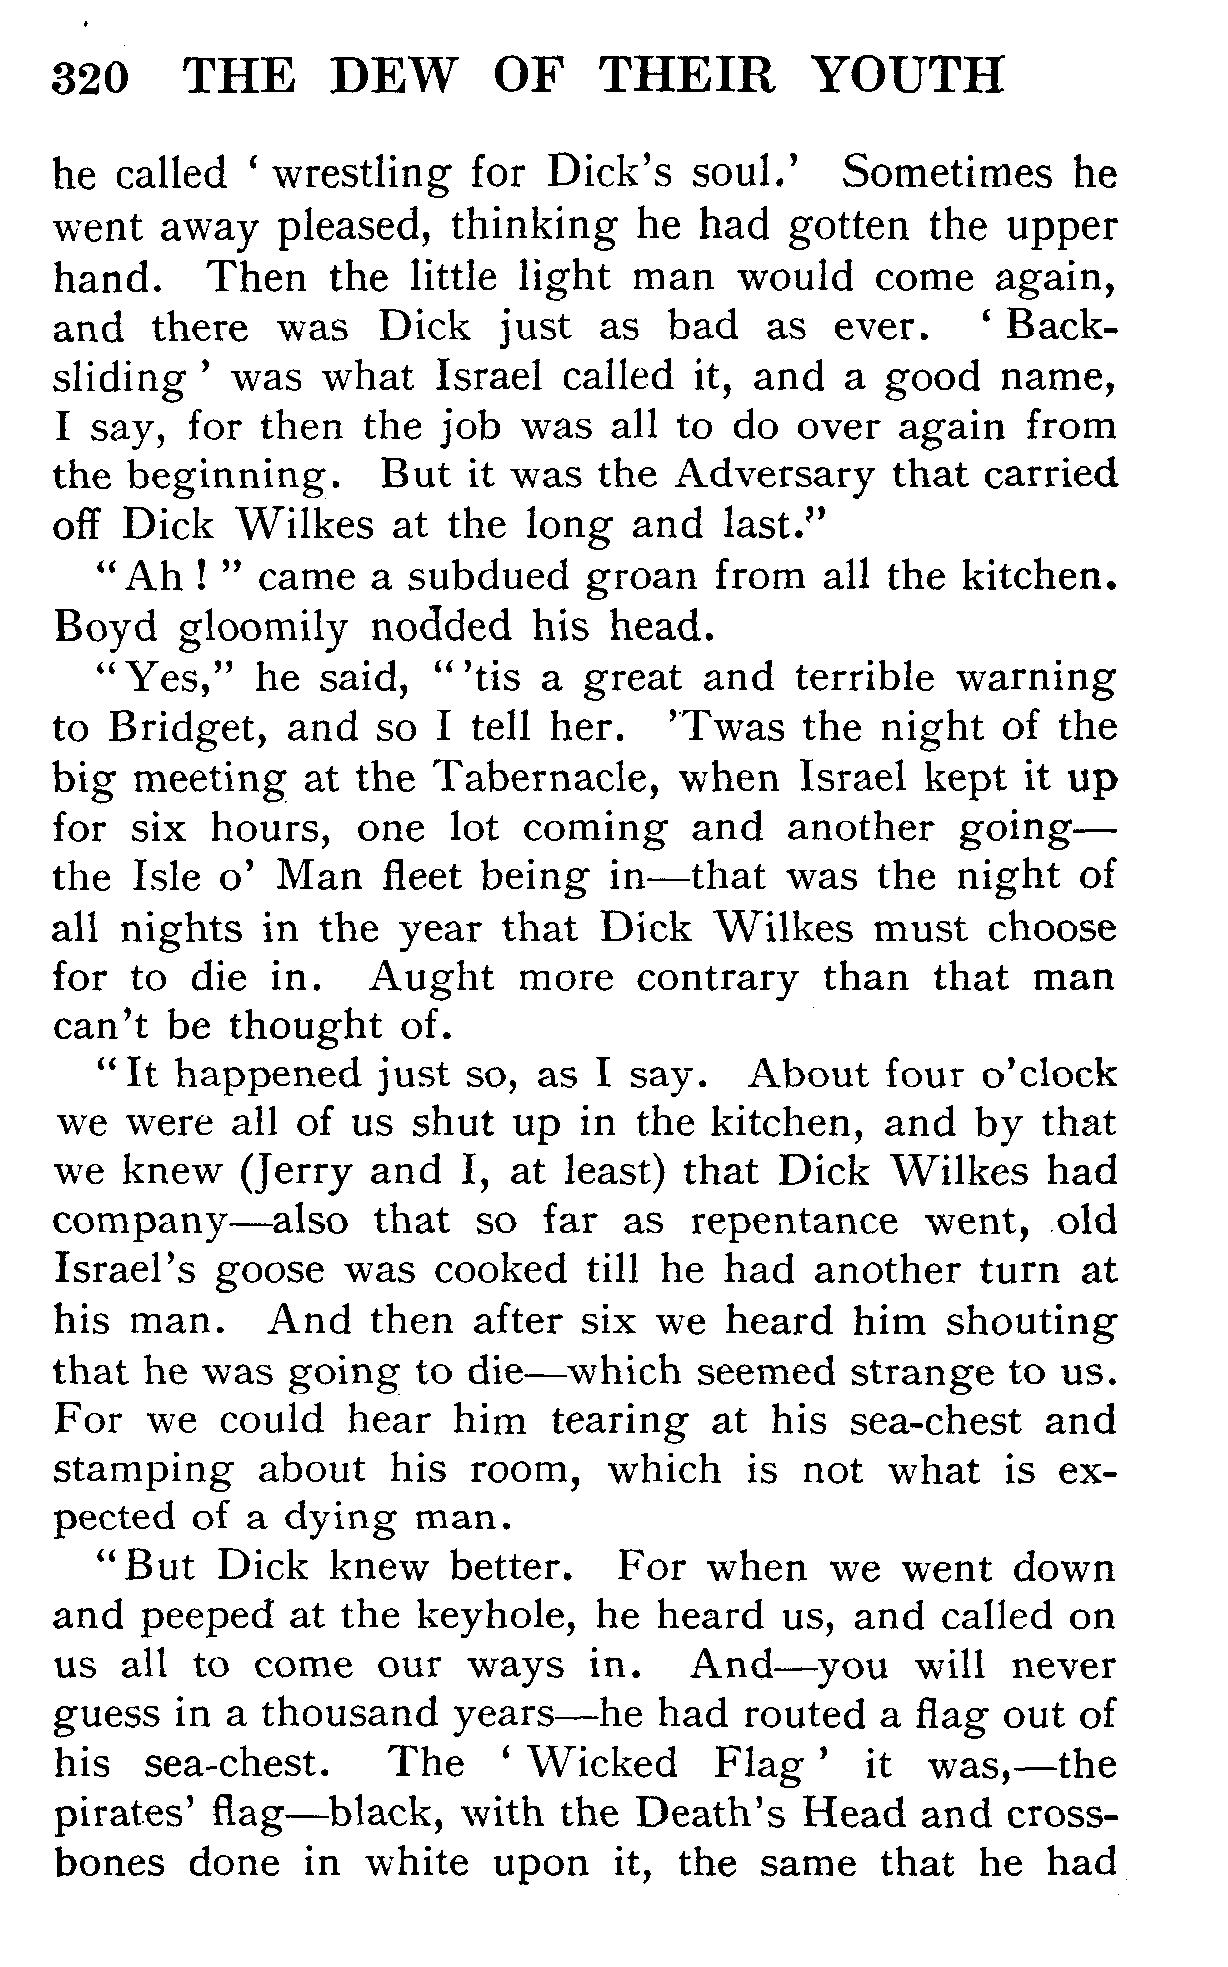 320 THE DEW OF THEIR YOUTH
he called ‘ wrestling for Dick’s soul.’ Sometimes he
went away pleased, thinking he had gotten the upper
hand. Then the little light man would come again,
and there was Dick just as bad as ever. ‘ Back-
sliding ’ was what Israel called it, and a good name,
I say, for then the job was all to do over again from
the beginning. But it was the Adversary that carried
off Dick Wilkes at the long and last.”
“ Ah ! ” came a subdued groan from all the kitchen.
Boyd gloomily nodded his head.
“ Yes,” he said, “ ’tis a great and terrible warning
to Bridget, and so I tell her. ’Twas the night of the
big meeting at the Tabernacle, when Israel kept it up
for six hours, one lot coming and another going—
the Isle o’ Man fleet being in—that was the night of
all nights in the year that Dick Wilkes must choose
for to die in. Aught more contrary than that man
can’t be thought of.
“ It happened just so, as I say. About four o’clock
we were all of us shut up in the kitchen, and by that
we knew (Jerry and I, at least) that Dick Wilkes had
company—also that so far as repentance went, old
Israel’s goose was cooked till he had another turn at
his man. And then after six we heard him shouting
that he was going to die—which seemed strange to us.
For we could hear him tearing at his sea-chest and
stamping about his room, which is not what is ex-
pected of a dying man.
“ But Dick knew better. For when we went down
and peeped at the keyhole, he heard us, and called on
us all to come our ways in. And—you will never
guess in a thousand years—he had routed a flag out of
his sea-chest. The ‘ Wicked Flag ’ it was,—the
pirates’ flag—black, with the Death’s Head and cross-
bones done in white upon it, the same that he had